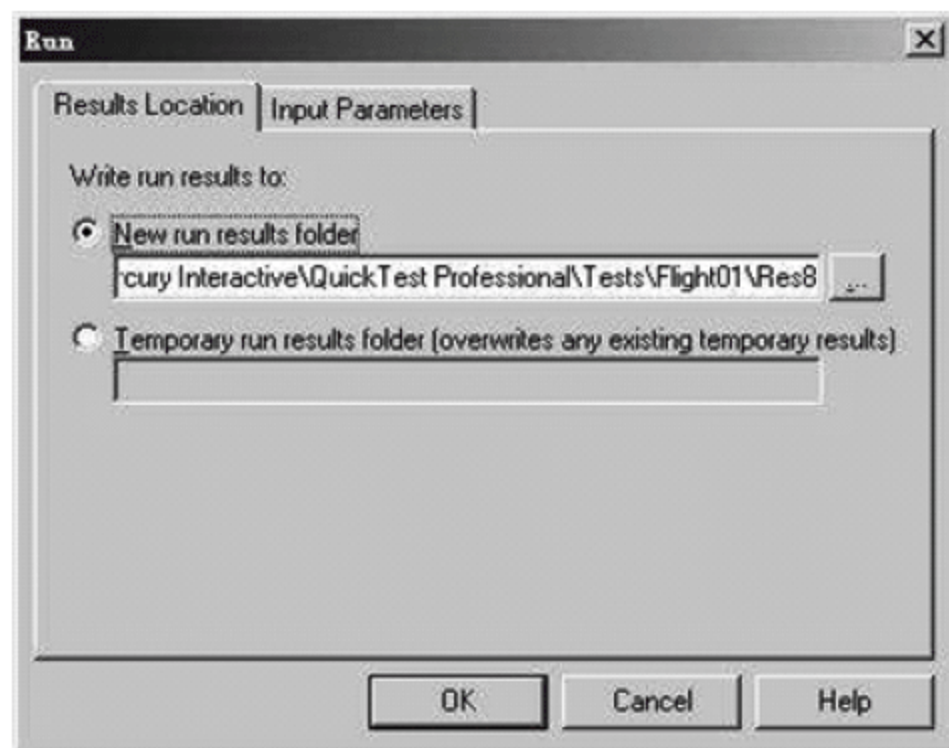 Run
Results Location
Input Parameters
Write run results to:
New run results folder
rcury Interactive\QuickTest Professional\Tests\Flight01\Res8
...
Temporary run results folder (overwrites any existing temporary results)
OK
Cancel
Help